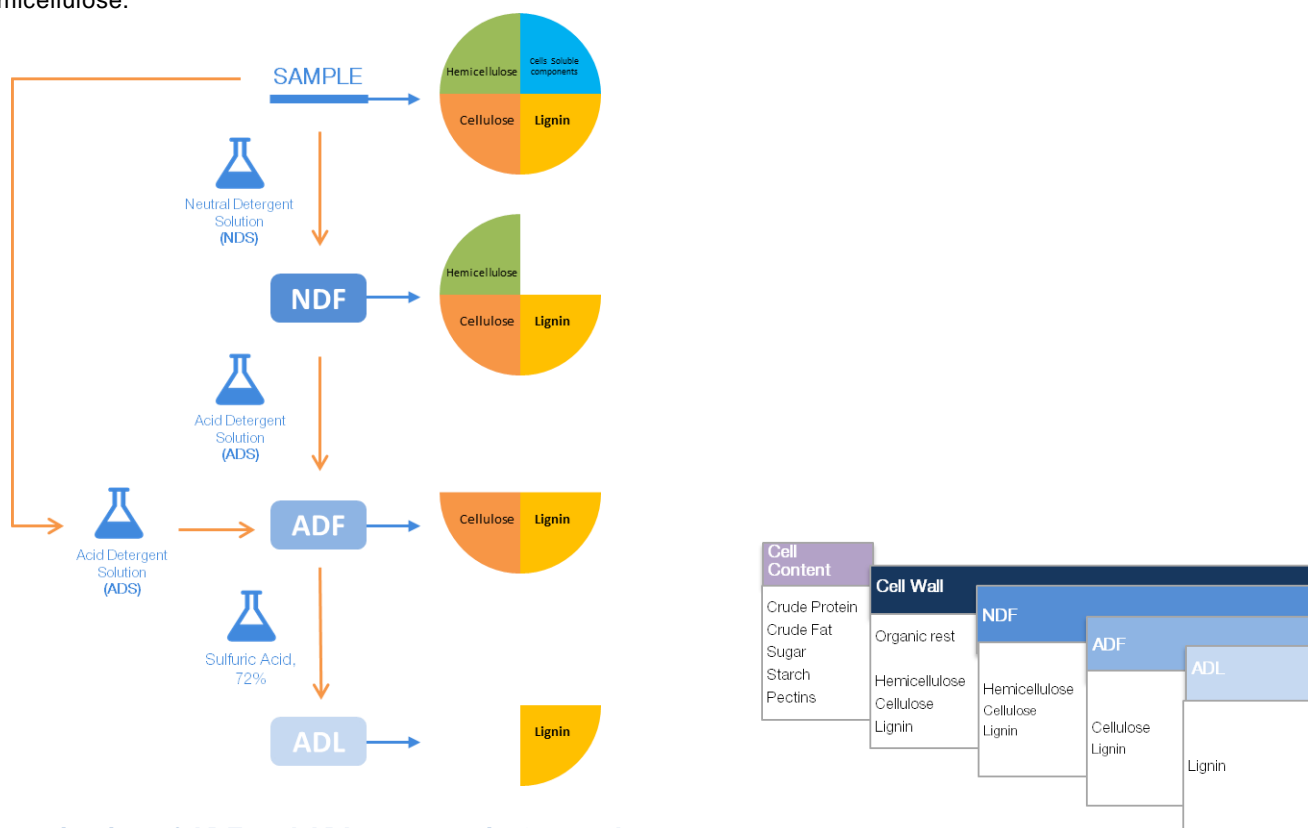 SAMPLE
Hemicellulose
Cells Soluble
components
Cellulose
Lignin
Neutral Detergent
Solution
(NDS)
NDF
Hemicellulose
Cellulose
Lignin
Acid Detergent
Solution
(ADS)
Acid Detergent
Solution
(ADS)
ADF
Cellulose
Lignin
Sulfuric Acid,
72%
ADL
Lignin
Cell
Content
Crude Protein
Crude Fat
Sugar
Starch
Pectins
Cell Wall
Organic rest
Hemicellulose
Cellulose
Lignin
NDF
Hemicellulose
Cellulose
Lignin
ADF
Cellulose
Lignin
ADL
Lignin